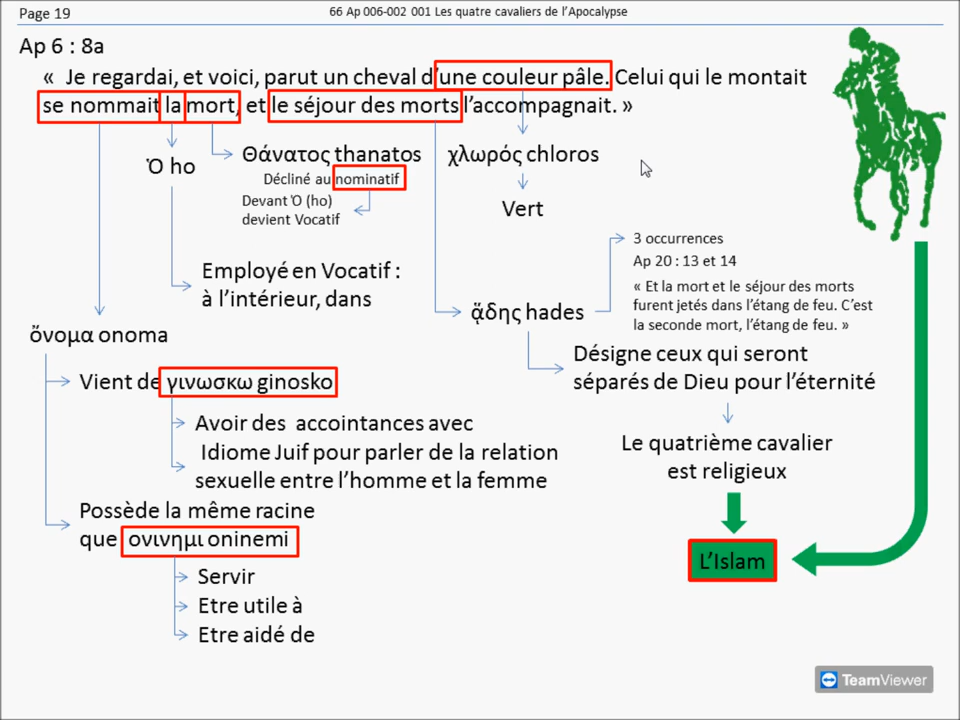 Page 19
66 Ap 006-002 001 Les quatre cavaliers de l’Apocalypse
Ap 6 : 8a
« Je regardai, et voici, parut un cheval d’une couleur pâle. Celui qui le montait
se nommait la mort, et le séjour des morts l’accompagnait. »
Ὁ ho
Θάνατος thanatos
χλωρός chloros
Décliné au nominatif
Devant Ὁ (ho)
devient Vocatif
Vert
3 occurrences
Ap 20 : 13 et 14
« Et la mort et le séjour des morts
furent jetés dans l’étang de feu. C’est
la seconde mort, l’étang de feu. »
Employé en Vocatif :
à l’intérieur, dans
ᾅδης hades
ὄνομα onoma
Désigne ceux qui seront
séparés de Dieu pour l’éternité
Vient de γινωσκω ginosko
Avoir des accointances avec
Idiome Juif pour parler de la relation
sexuelle entre l’homme et la femme
Le quatrième cavalier
est religieux
Possède la même racine
que ονινημι oninemi
L’Islam
Servir
Etre utile à
Etre aidé de
TeamViewer